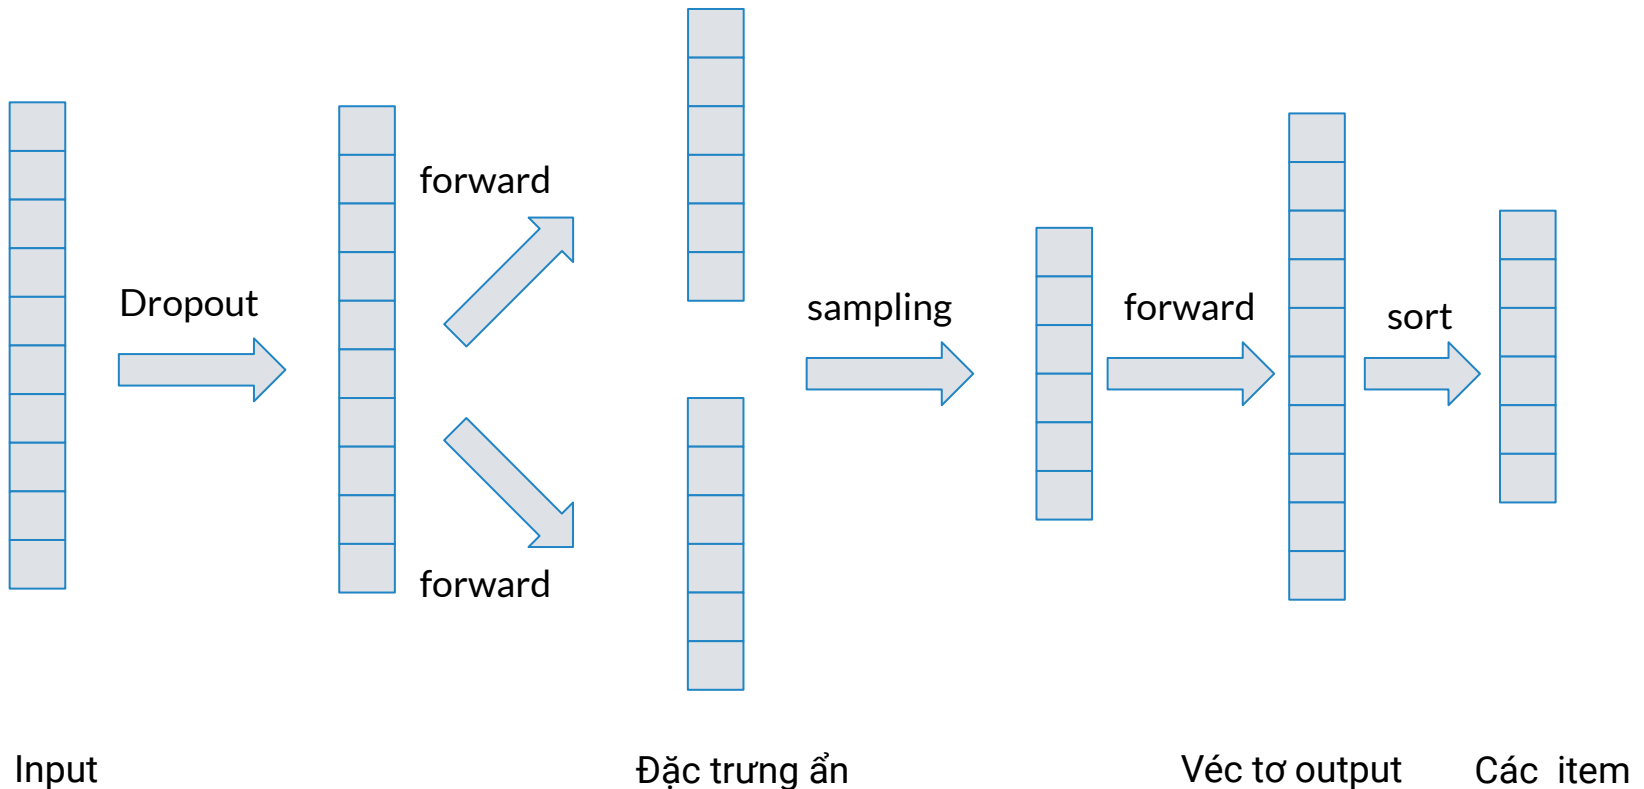 forward
Dropout
sampling
forward
sort
forward
Input
Đặc trưng ẩn
Véc tơ output
Các item